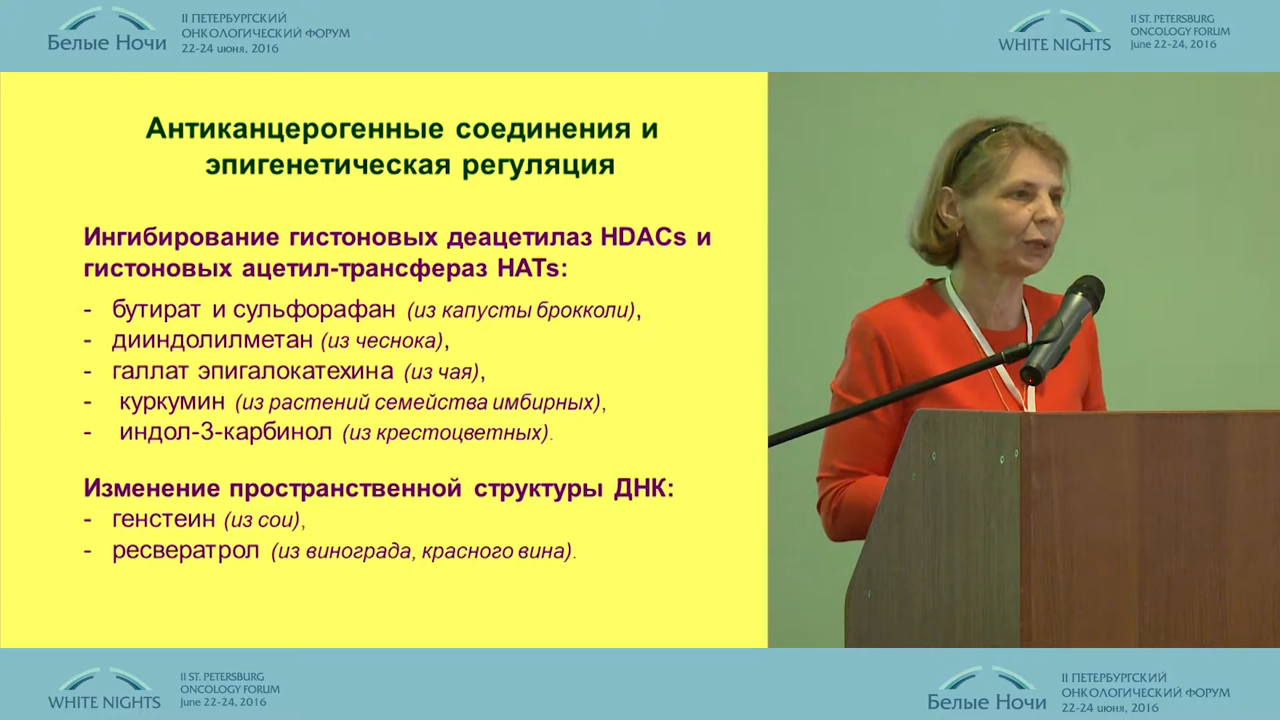 Белые Ночи
II ПЕТЕРБУРГСКИЙ
ОНКОЛОГИЧЕСКИЙ ФОРУМ
22-24 июня, 2016
WHITE NIGHTS
II ST. PETERSBURG
ONCOLOGY FORUM
June 22-24, 2016
Антиканцерогенные соединения и
эпигенетическая регуляция
Ингибирование гистоновых деацетилаз HDACs и
гистоновых ацетил-трансфераз HATs:
- бутират и сульфорафан (из капусты брокколи),
- дииндолилметан (из чеснока),
- галлат эпигалокатехина (из чая),
- куркумин (из растений семейства имбирных),
- индол-3-карбинол (из крестоцветных).
Изменение пространственной структуры ДНК:
- генстеин (из сои),
- ресвератрол (из винограда, красного вина).
WHITE NIGHTS
II ST. PETERSBURG
ONCOLOGY FORUM
June 22-24, 2016
Белые Ночи
II ПЕТЕРБУРГСКИЙ
ОНКОЛОГИЧЕСКИЙ ФОРУМ
22-24 июня, 2016